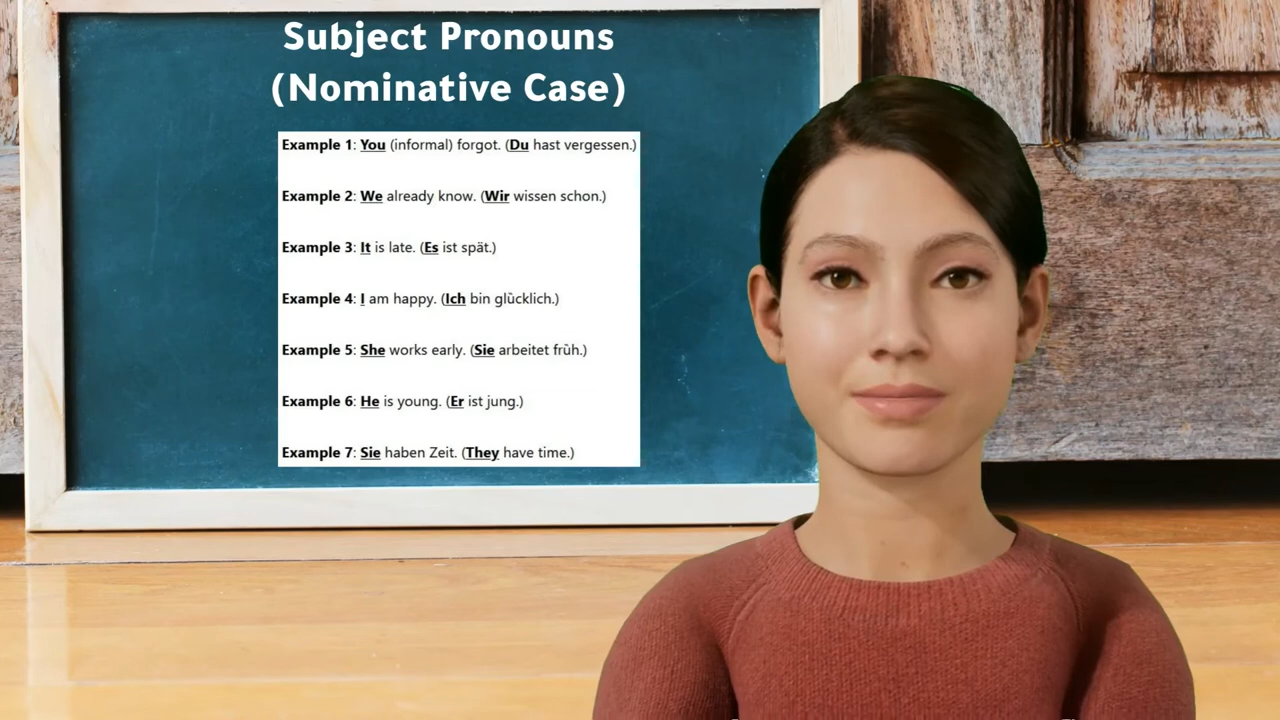 Subject Pronouns
(Nominative Case)
Example 1: You (informal) forgot. (Du hast vergessen.)
Example 2: We already know. (Wir wissen schon.)
Example 3: It is late. (Es ist spät.)
Example 4: I am happy. (Ich bin glücklich.)
Example 5: She works early. (Sie arbeitet früh.)
Example 6: He is young. (Er ist jung.)
Example 7: Sie haben Zeit. (They have time.)